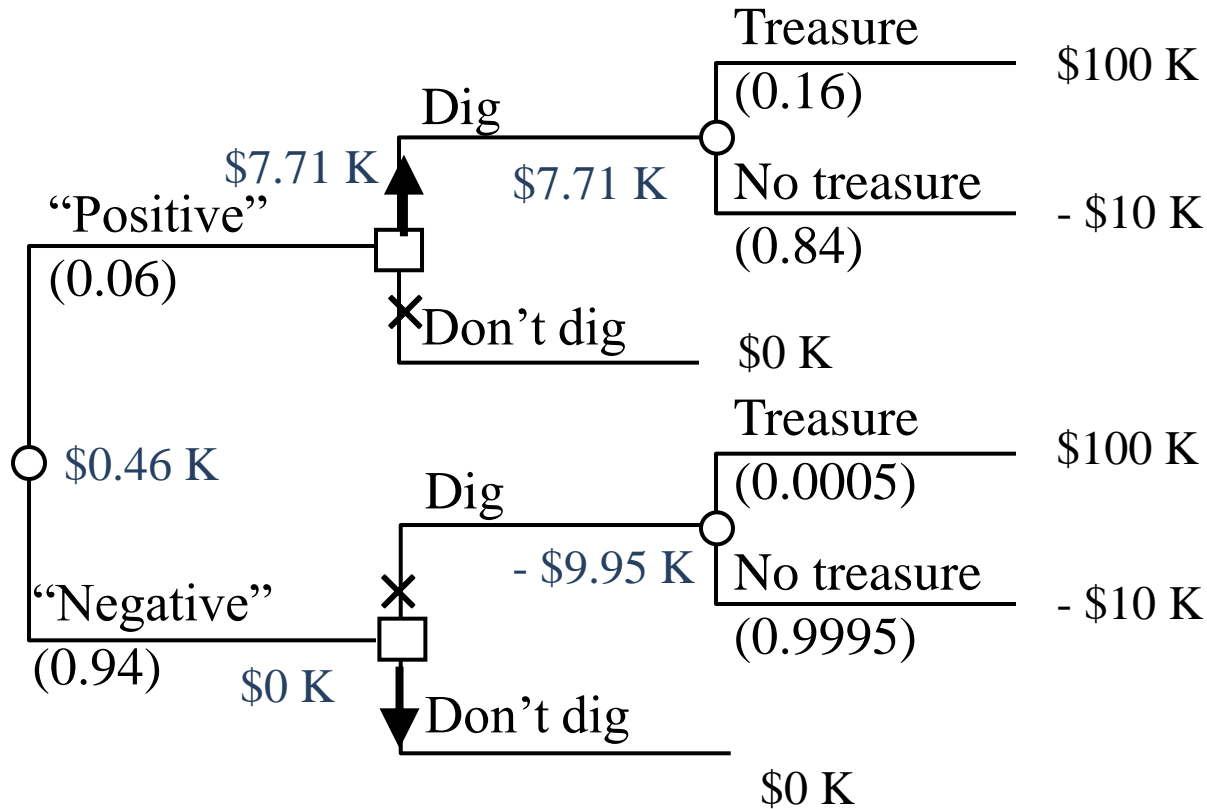 Treasure
$100 K
(0.16)
Dig
$7.71 K
$7.71 K
No treasure
- $10 K
“Positive”
(0.84)
(0.06)
Don’t dig
$0 K
Treasure
$100 K
$0.46 K
(0.0005)
Dig
- $9.95 K
No treasure
- $10 K
“Negative”
(0.9995)
(0.94)
$0 K
Don’t dig
$0 K